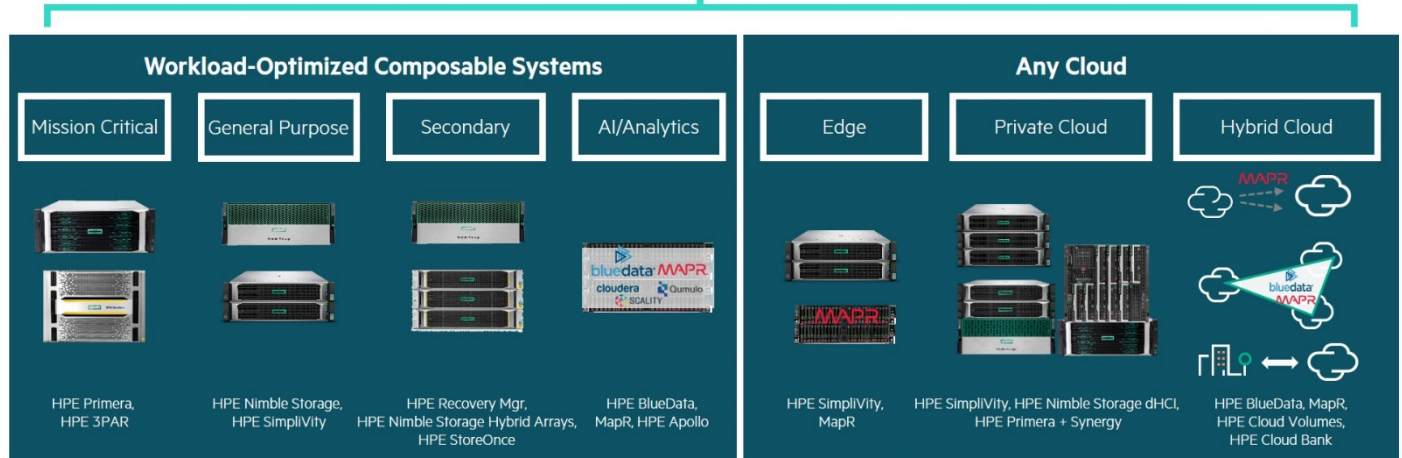 Workload-Optimized Composable Systems
Mission Critical
General Purpose
Secondary
AI/Analytics
bluedata MAPR
cloudera Qumulo
SCALITY
HPE Primera,
HPE 3PAR
HPE Nimble Storage,
HPE SimpliVity
HPE Recovery Mgr,
HPE Nimble Storage Hybrid Arrays,
HPE StoreOnce
HPE BlueData,
MapR, HPE Apollo
Any Cloud
Edge
Private Cloud
Hybrid Cloud
MAPR
MAPR
bluedata
MAPR
HPE SimpliVity,
MapR
HPE SimpliVity, HPE Nimble Storage dHCI,
HPE Primera + Synergy
HPE BlueData, MapR,
HPE Cloud Volumes,
HPE Cloud Bank